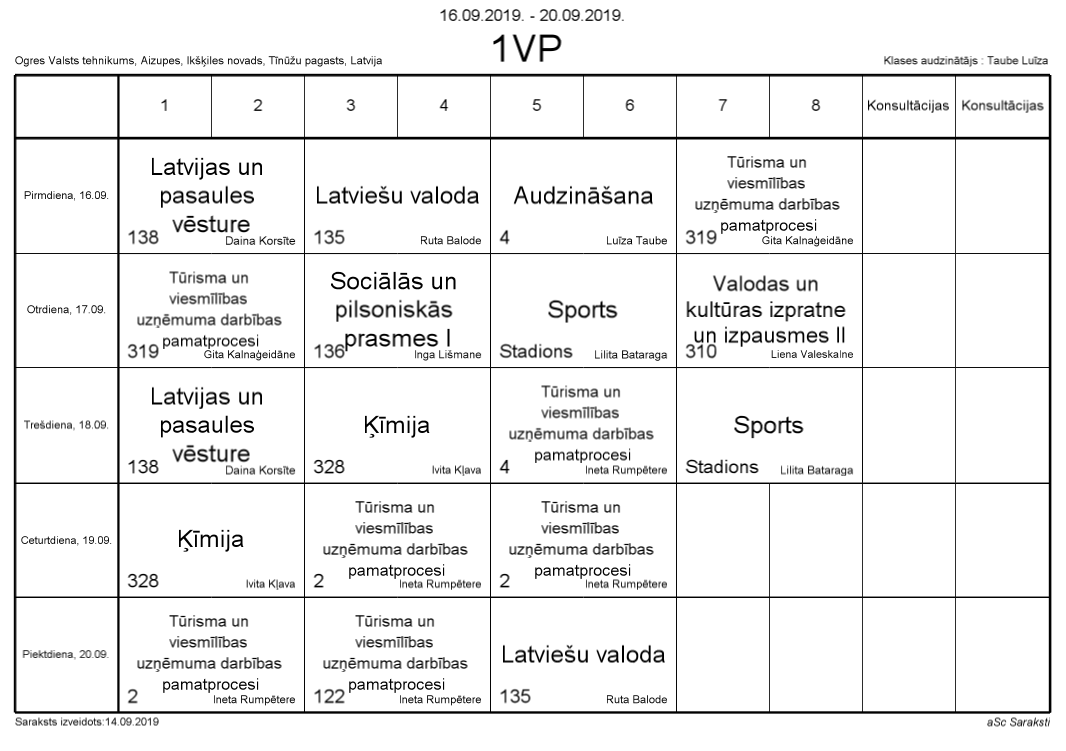 16.09.2019. - 20.09.2019.
1VP
Ogres Valsts tehnikums, Aizupes, Ikšķiles novads, Tīnūžu pagasts, Latvija
Klases audzinātājs : Taube Luīza
1 2 3 4 5 6 7 8 Konsultācijas Konsultācijas
Pirmdiena, 16.09.
Latvijas un
pasaules
vēsture
138 Daina Korsīte
Latviešu valoda
135 Ruta Balode
Audzināšana
4 Luīza Taube
Tūrisma un
viesmīlības
uzņēmuma darbības
pamatprocesi
319 Gita Kalnaģeidāne
Otrdiena, 17.09.
Tūrisma un
viesmīlības
uzņēmuma darbības
pamatprocesi
319 Gita Kalnaģeidāne
Sociālās un
pilsoniskās
prasmes I
136 Inga Lišmane
Sports
Stadions Lilita Bataraga
Valodas un
kultūras izpratne
un izpausmes II
310 Liena Valeskalne
Trešdiena, 18.09.
Latvijas un
pasaules
vēsture
138 Daina Korsīte
Ķīmija
328 Ivita Kļava
Tūrisma un
viesmīlības
uzņēmuma darbības
pamatprocesi
4 Ineta Rumpētere
Sports
Stadions Lilita Bataraga
Ceturtdiena, 19.09.
Ķīmija
328 Ivita Kļava
Tūrisma un
viesmīlības
uzņēmuma darbības
pamatprocesi
2 Ineta Rumpētere
Tūrisma un
viesmīlības
uzņēmuma darbības
pamatprocesi
2 Ineta Rumpētere
Piektdiena, 20.09.
Tūrisma un
viesmīlības
uzņēmuma darbības
pamatprocesi
2 Ineta Rumpētere
Tūrisma un
viesmīlības
uzņēmuma darbības
pamatprocesi
122 Ineta Rumpētere
Latviešu valoda
135 Ruta Balode
Saraksts izveidots:14.09.2019
aSc Saraksti